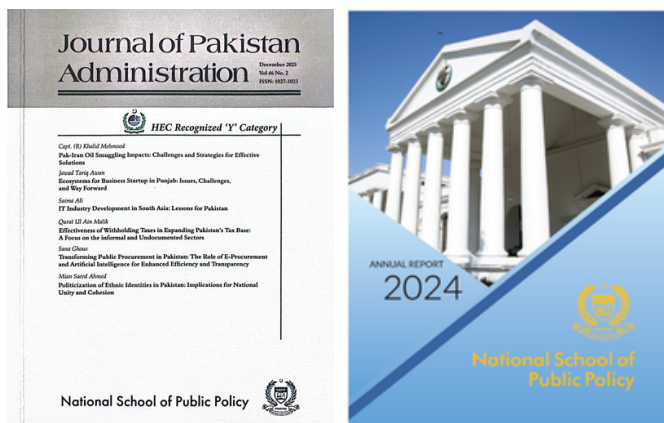 Journal of Pakistan
Administration
December 2025
Vol 46 No. 2
ISSN: 1027-1023
HEC Recognized 'Y' Category
Capt. (R) Khalid Mehmood
Pak-Iran Oil Smuggling Impacts: Challenges and Strategies for Effective
Solutions
Jawad Tariq Awan
Ecosystems for Business Startup in Punjab: Issues, Challenges,
and Way Forward
Saima Ali
IT Industry Development in South Asia: Lessons for Pakistan
Qurat Ul Ain Malik
Effectiveness of Withholding Taxes in Expanding Pakistan's Tax Base:
A Focus on the informal and Undocumented Sectors
Sana Ghous
Transforming Public Procurement in Pakistan: The Role of E-Procurement
and Artificial Intelligence for Enhanced Efficiency and Transparency
Mian Saeed Ahmed
Politicization of Ethnic Identities in Pakistan: Implications for National
Unity and Cohesion
National School of Public Policy
ANNUAL REPORT
2024
National School of
Public Policy